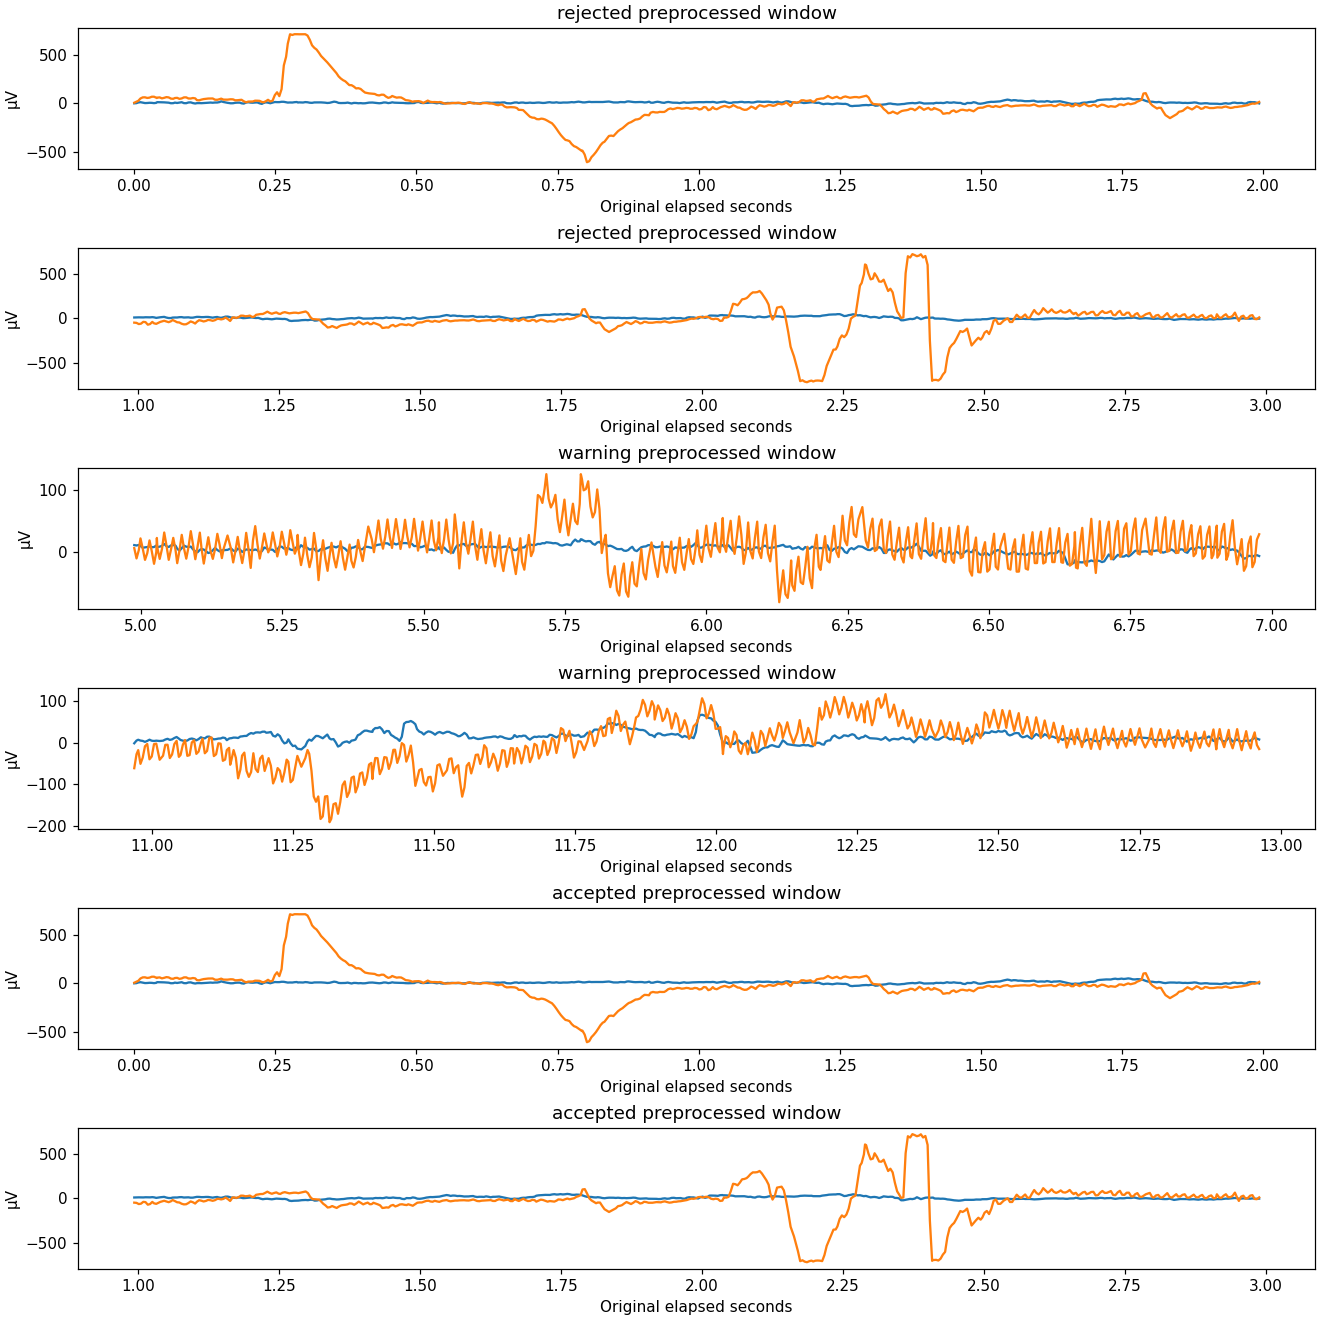 rejected preprocessed window
500
0
−500
µV
0.00 0.25 0.50 0.75 1.00 1.25 1.50 1.75 2.00
Original elapsed seconds
rejected preprocessed window
500
0
−500
µV
1.00 1.25 1.50 1.75 2.00 2.25 2.50 2.75 3.00
Original elapsed seconds
warning preprocessed window
100
0
µV
5.00 5.25 5.50 5.75 6.00 6.25 6.50 6.75 7.00
Original elapsed seconds
warning preprocessed window
100
0
−100
−200
µV
11.00 11.25 11.50 11.75 12.00 12.25 12.50 12.75 13.00
Original elapsed seconds
accepted preprocessed window
500
0
−500
µV
0.00 0.25 0.50 0.75 1.00 1.25 1.50 1.75 2.00
Original elapsed seconds
accepted preprocessed window
500
0
−500
µV
1.00 1.25 1.50 1.75 2.00 2.25 2.50 2.75 3.00
Original elapsed seconds